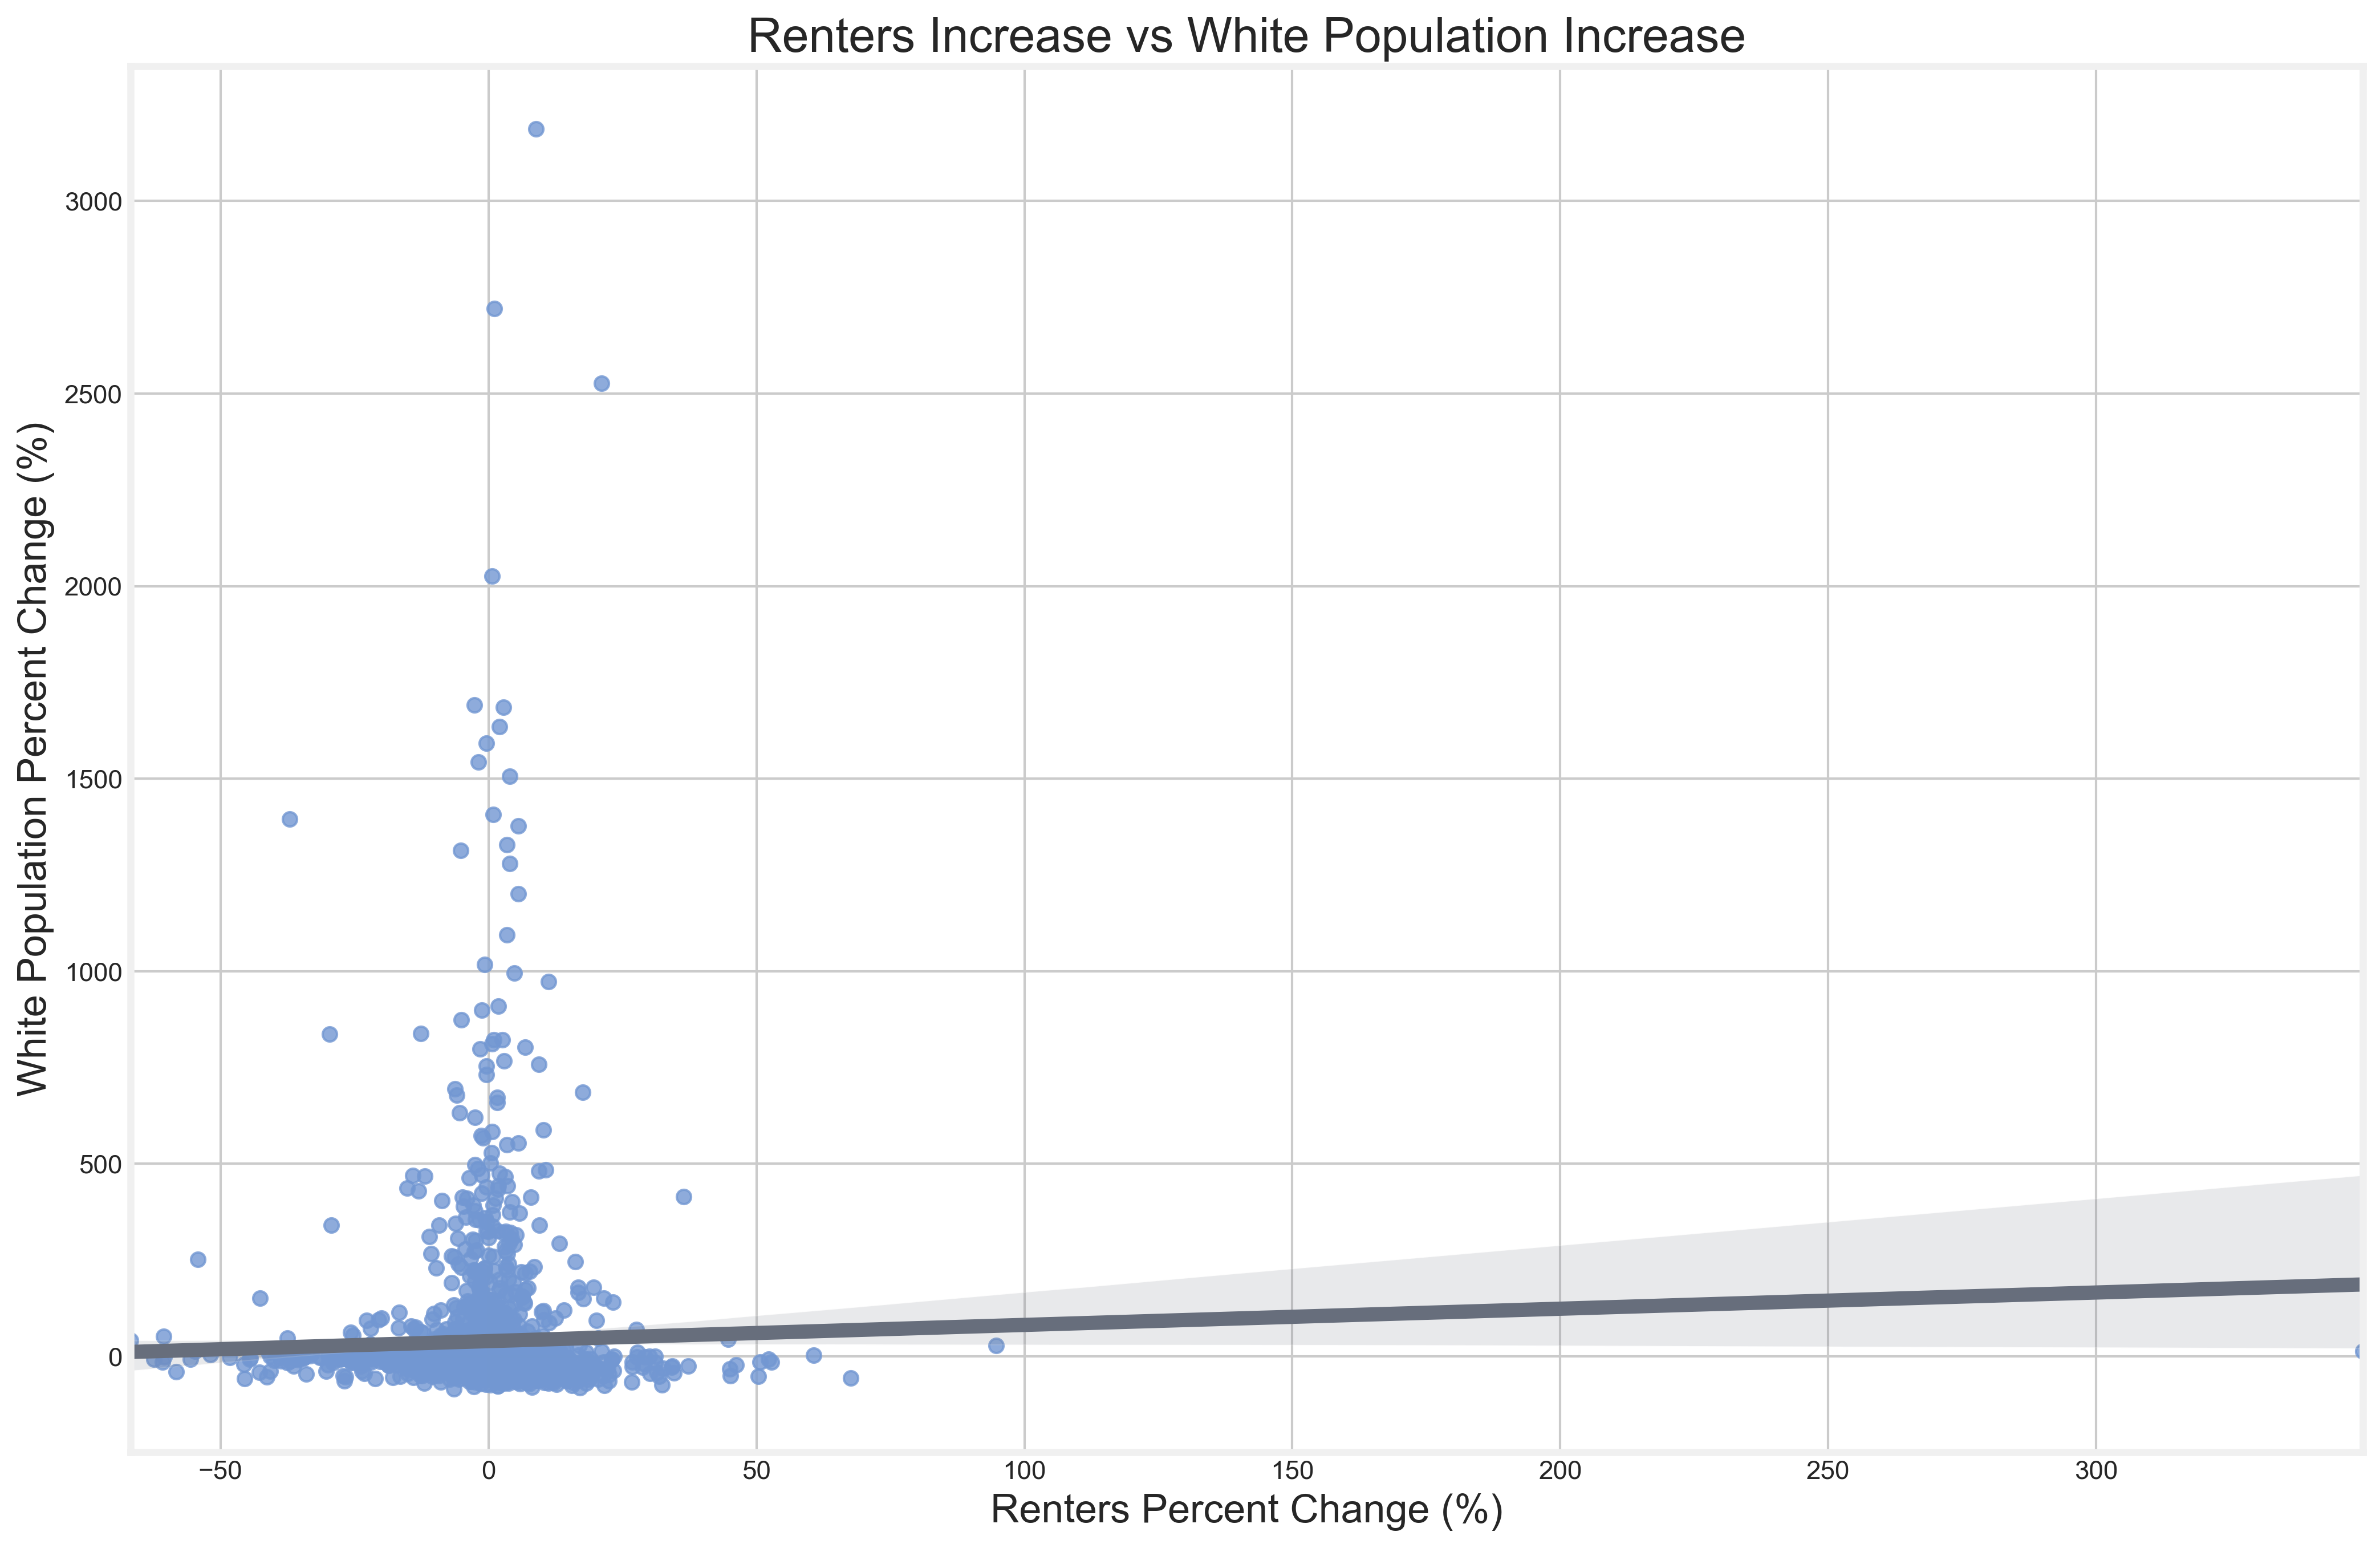 Renters Increase vs White Population Increase
White Population Percent Change (%)
3000
2500
2000
1500
1000
500
0
−50 0 50 100 150 200 250 300
Renters Percent Change (%)